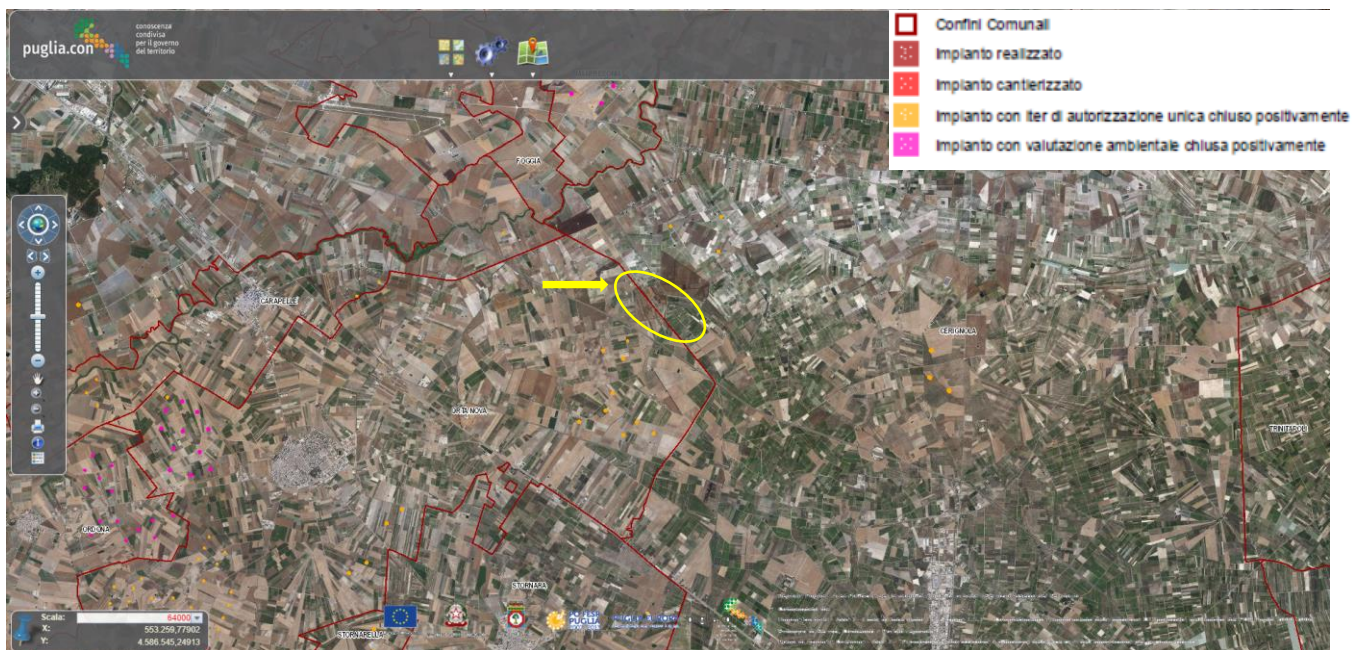 puglia.con
conoscenza
condivisa
per il governo
del territorio
Confini Comunali
Impianto realizzato
Impianto cantierizzato
Impianto con iter di autorizzazione unica chiuso positivamente
Impianto con valutazione ambientale chiusa positivamente
FOGGIA
CARAPELLE
CERIGNOLA
ORTA NOVA
TRINITAPOLI
ORDONA
STORNARA
STORNARELLA
Scala: 64000
X: 553.259,77902
Y: 4.586.545,24913